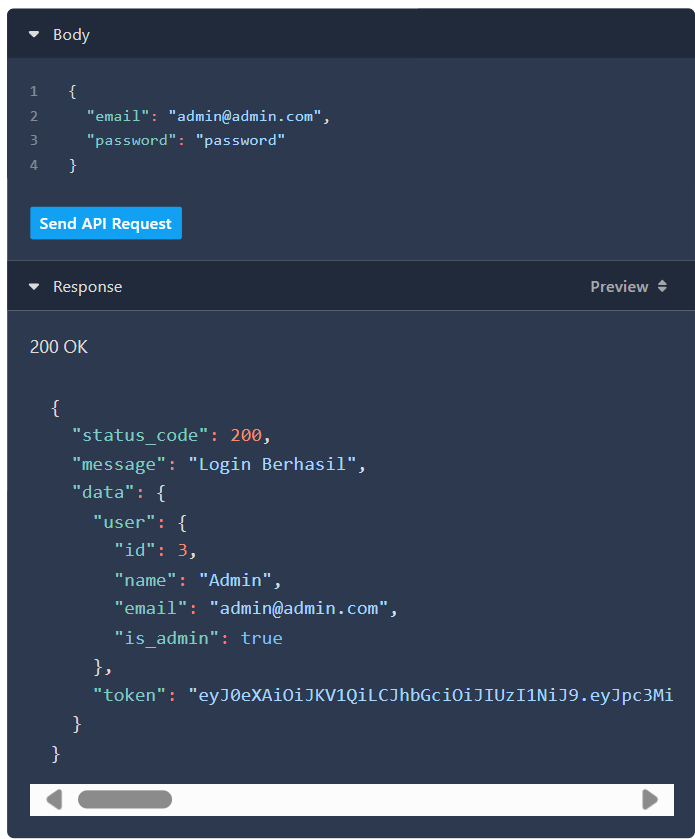 Body
1 {
2 "email": "admin@admin.com",
3 "password": "password"
4 }
Send API Request
Response Preview
200 OK
{
"status_code": 200,
"message": "Login Berhasil",
"data": {
"user": {
"id": 3,
"name": "Admin",
"email": "admin@admin.com",
"is_admin": true
},
"token": "eyJ0eXAiOiJKV1QiLCJhbGciOiJIUzI1NiJ9.eyJpc3Mi
}
}